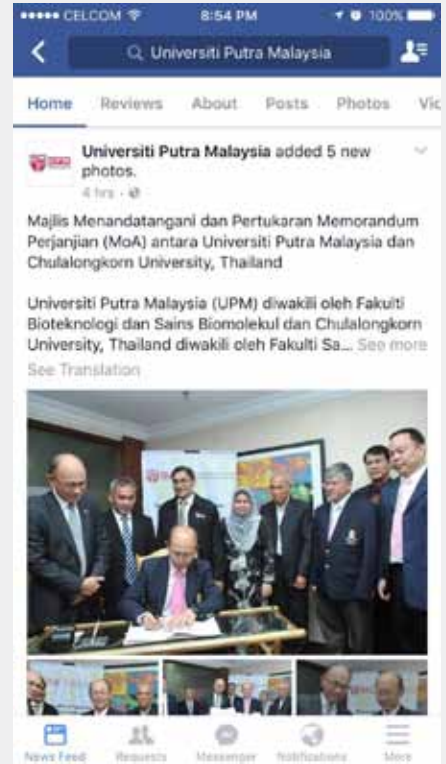 CELCOM 8:54 PM 100%
Universiti Putra Malaysia
Home Reviews About Posts Photos Vic
Universiti Putra Malaysia added 5 new
photos.
4 hrs
Majlis Menandatangani dan Pertukaran Memorandum
Perjanjian (MoA) antara Universiti Putra Malaysia dan
Chulalongkorn University, Thailand
Universiti Putra Malaysia (UPM) diwakili oleh Fakulti
Bioteknologi dan Sains Biomolekul dan Chulalongkorn
University, Thailand diwakili oleh Fakulti Sa... See more
See Translation
News Feed Requests Messenger Notifications More